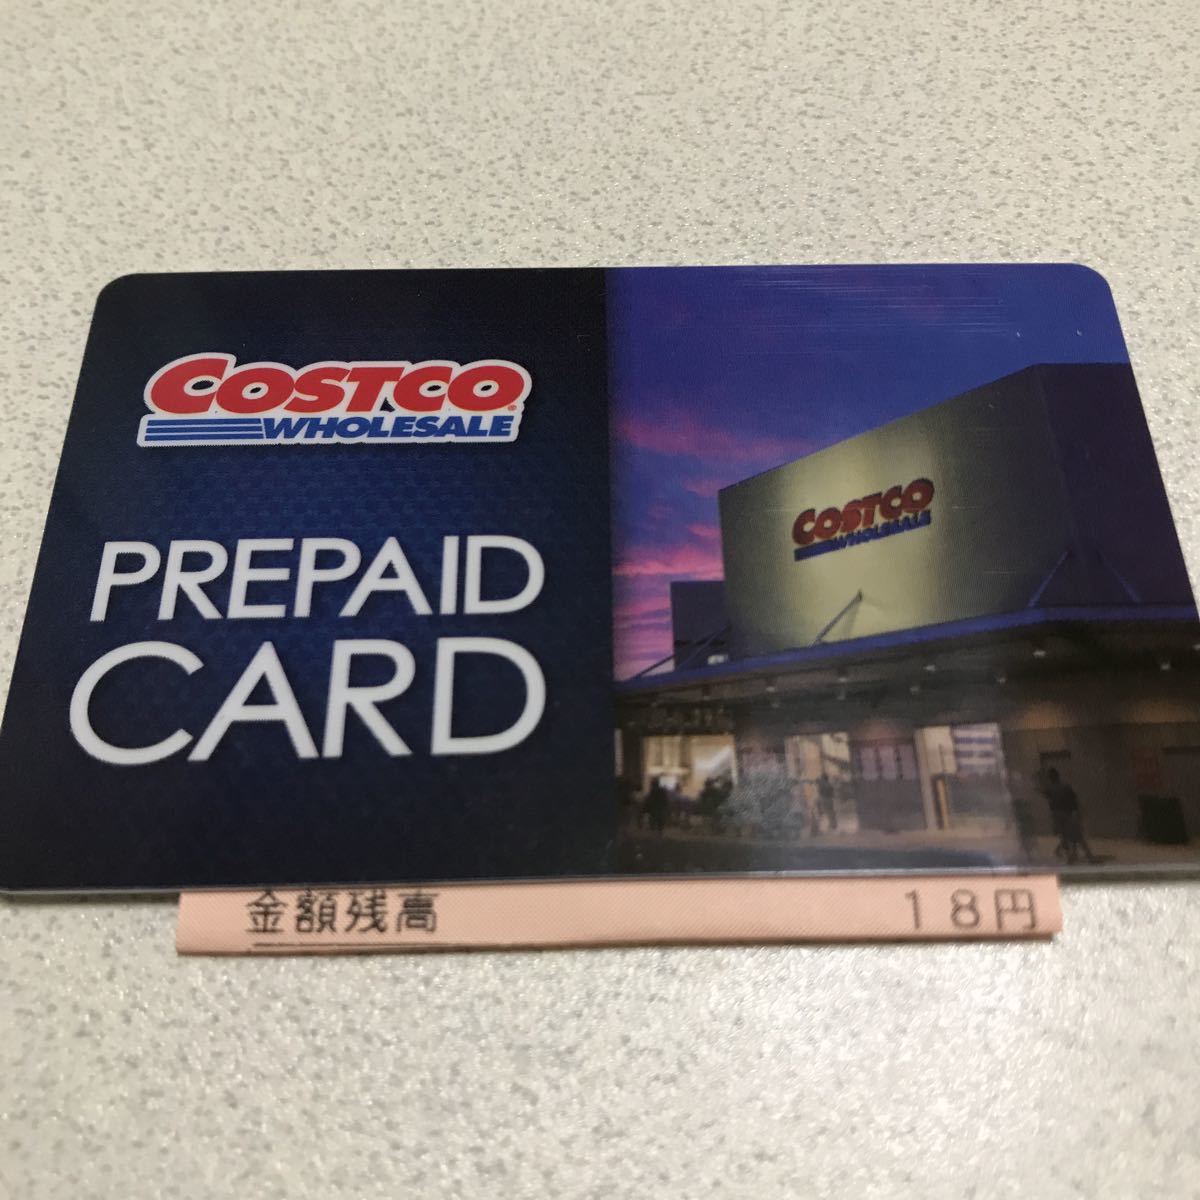 COSTCO
WHOLESALE
PREPAID
CARD
COSTCO
WHOLESALE
金額残高 18円